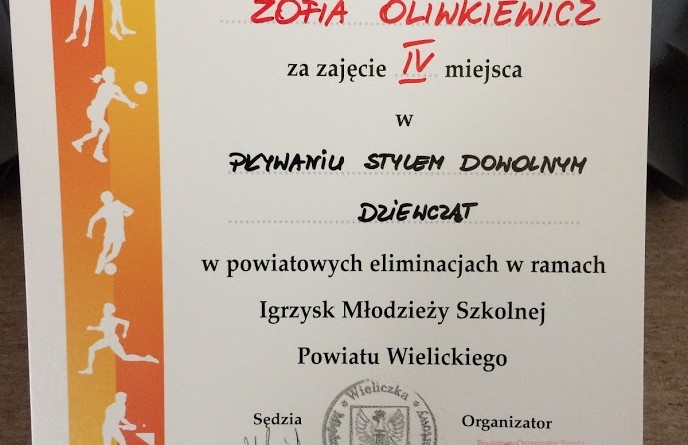 ZOFIA OLIWKIEWICZ
za zajęcie IV miejsca
w
PŁYWANIU STYLEM DOWOLNYM
DZIEWCZĄT
w powiatowych eliminacjach w ramach
Igrzysk Młodzieży Szkolnej
Powiatu Wielickiego
Sędzia
Organizator
Wieliczka